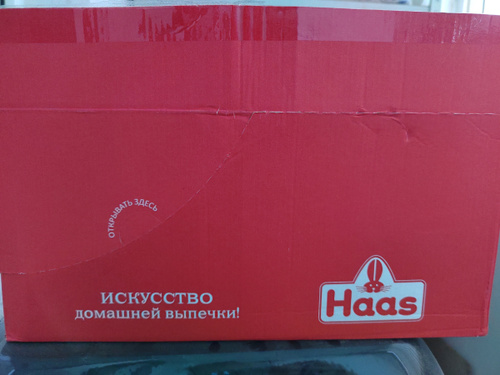 ОТКРЫВАТЬ ЗДЕСЬ
ИСКУССТВО
домашней выпечки!
Haas